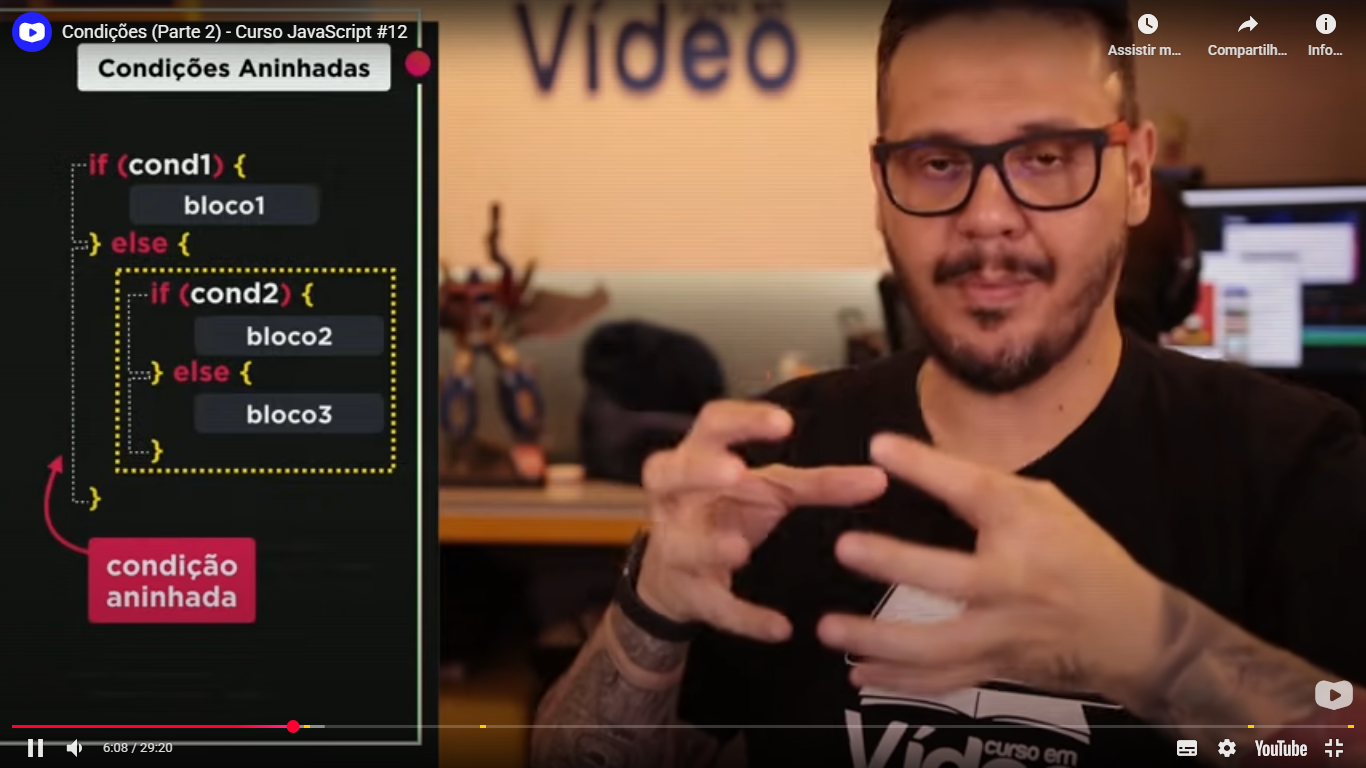 Condições (Parte 2) - Curso JavaScript #12
Assistir m...
Compartilh...
Info...
Condições Aninhadas
Vídeo
if (cond1) {
bloco1
} else {
if (cond2) {
bloco2
} else {
bloco3
}
}
condição
aninhada
curso em
Víde
6:08 / 29:20
YouTube